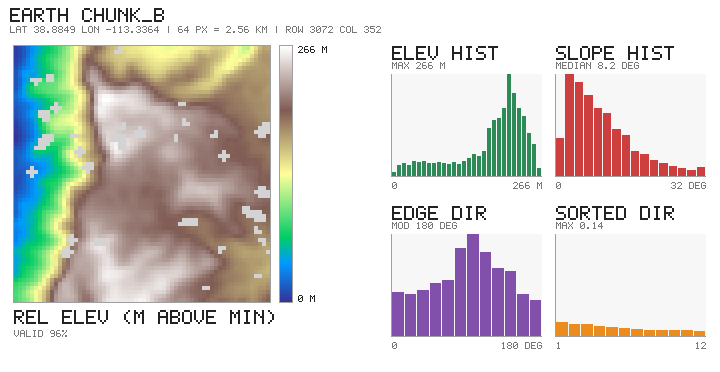 EARTH CHUNK_B
LAT 38.8849 LON -113.3364 | 64 PX = 2.56 KM | ROW 3072 COL 352
266 M
0 M
REL ELEV (M ABOVE MIN)
VALID 96%
ELEV HIST
MAX 266 M
0 266 M
SLOPE HIST
MEDIAN 8.2 DEG
0 32 DEG
EDGE DIR
MOD 180 DEG
0 180 DEG
SORTED DIR
MAX 0.14
1 12